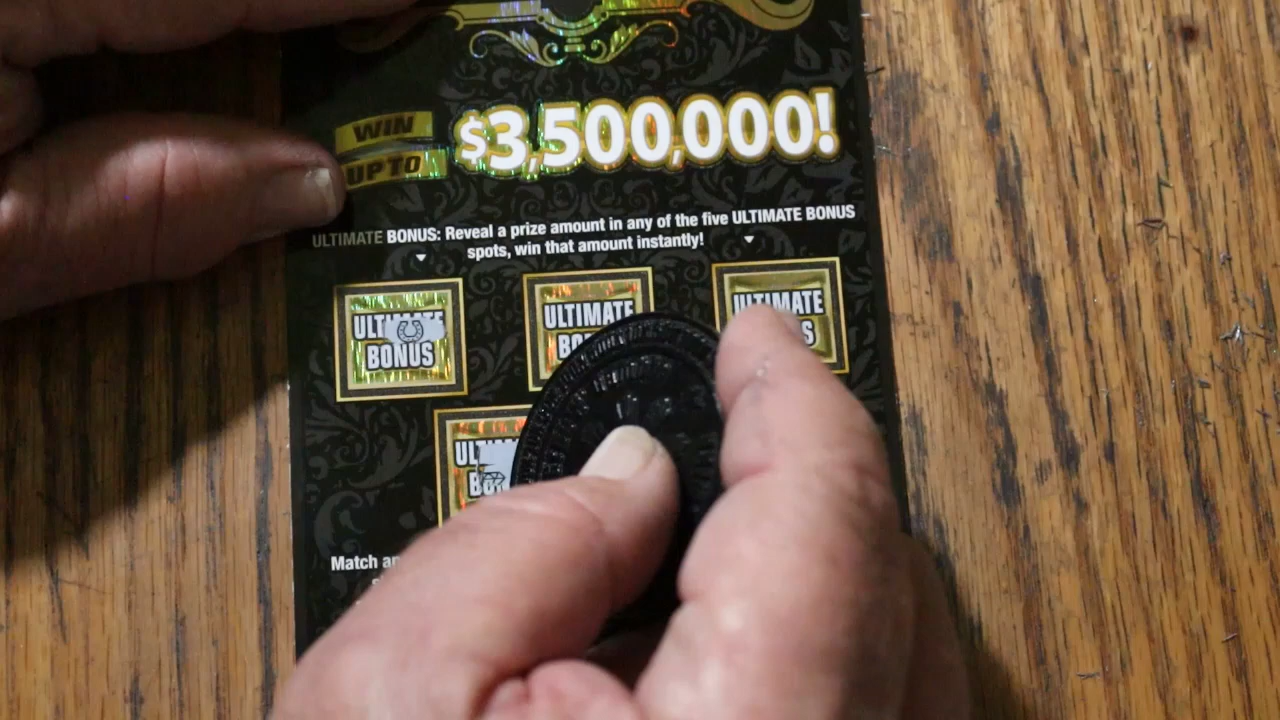 WIN
UP TO
$3,500,000!
ULTIMATE BONUS: Reveal a prize amount in any of the five ULTIMATE BONUS
spots, win that amount instantly!
ULTIMATE
BONUS
ULTIMATE
ULTIMATE
Match